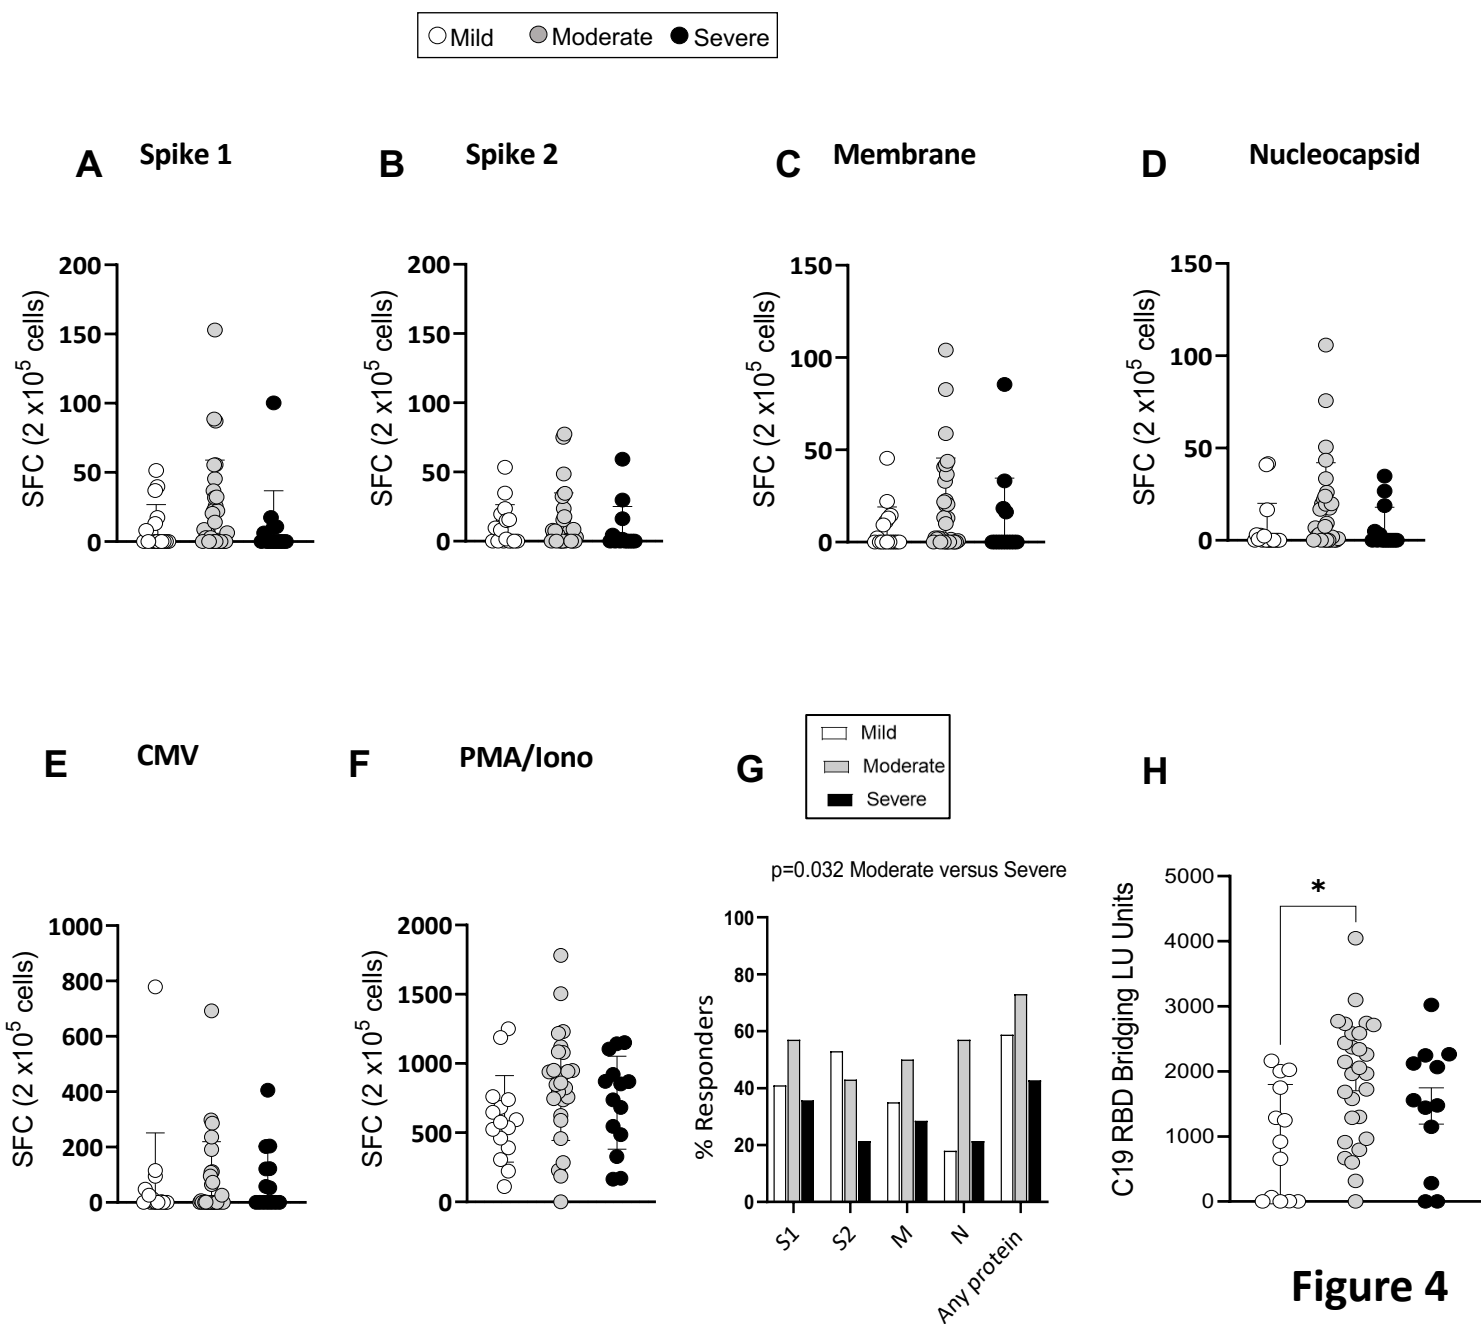 Mild Moderate Severe
A Spike 1
B Spike 2
C Membrane
D Nucleocapsid
SFC (2 x10⁵ cells)
200
150
100
50
0
SFC (2 x10⁵ cells)
200
150
100
50
0
SFC (2 x10⁵ cells)
150
100
50
0
SFC (2 x10⁵ cells)
150
100
50
0
E CMV
F PMA/Iono
G
Mild
Moderate
Severe
H
SFC (2 x10⁵ cells)
1000
800
600
400
200
0
SFC (2 x10⁵ cells)
2000
1500
1000
500
0
p=0.032 Moderate versus Severe
% Responders
100
80
60
40
20
0
S1
S2
M
N
Any protein
C19 RBD Bridging LU Units
5000
4000
3000
2000
1000
0
*
Figure 4